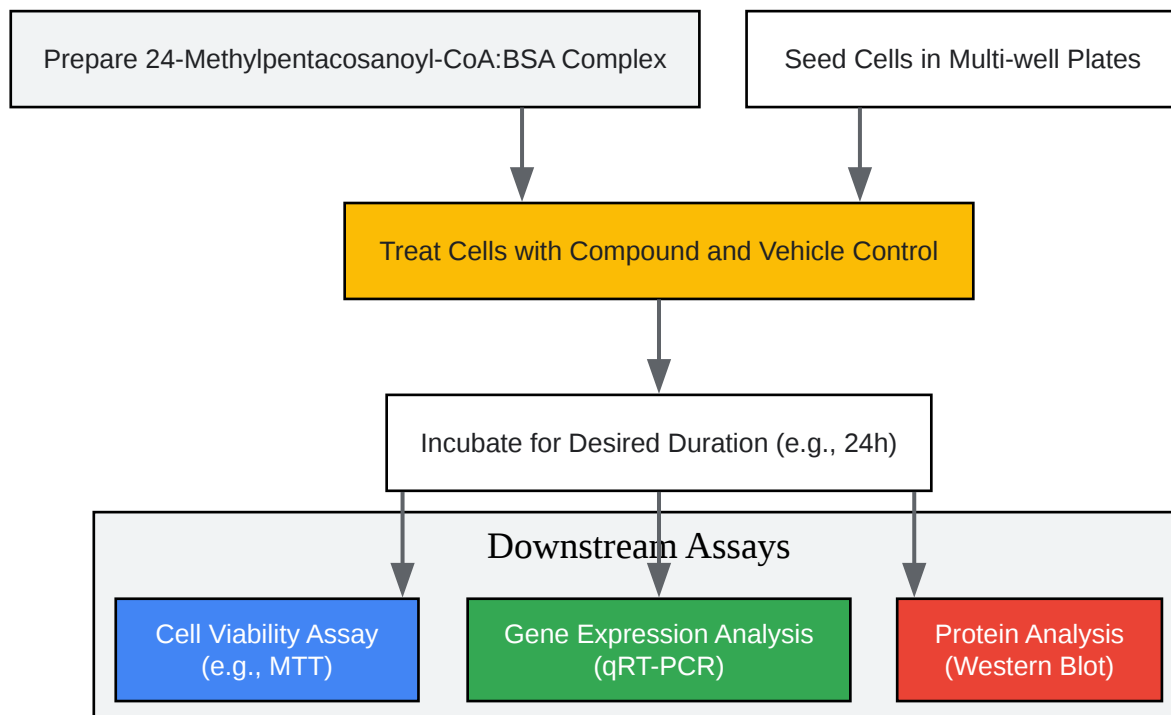 Prepare 24-Methylpentacosanoyl-CoA:BSA Complex
Seed Cells in Multi-well Plates
Treat Cells with Compound and Vehicle Control
Incubate for Desired Duration (e.g., 24h)
Downstream Assays
Cell Viability Assay
(e.g., MTT)
Gene Expression Analysis
(qRT-PCR)
Protein Analysis
(Western Blot)